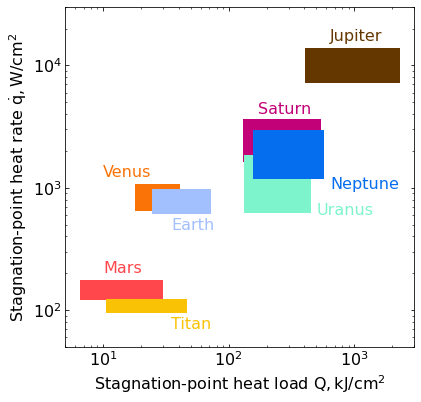 Stagnation-point heat rate q̇, W/cm²
10⁴
10³
10²
Jupiter
Saturn
Venus
Neptune
Uranus
Earth
Mars
Titan
10¹
10²
10³
Stagnation-point heat load Q, kJ/cm²